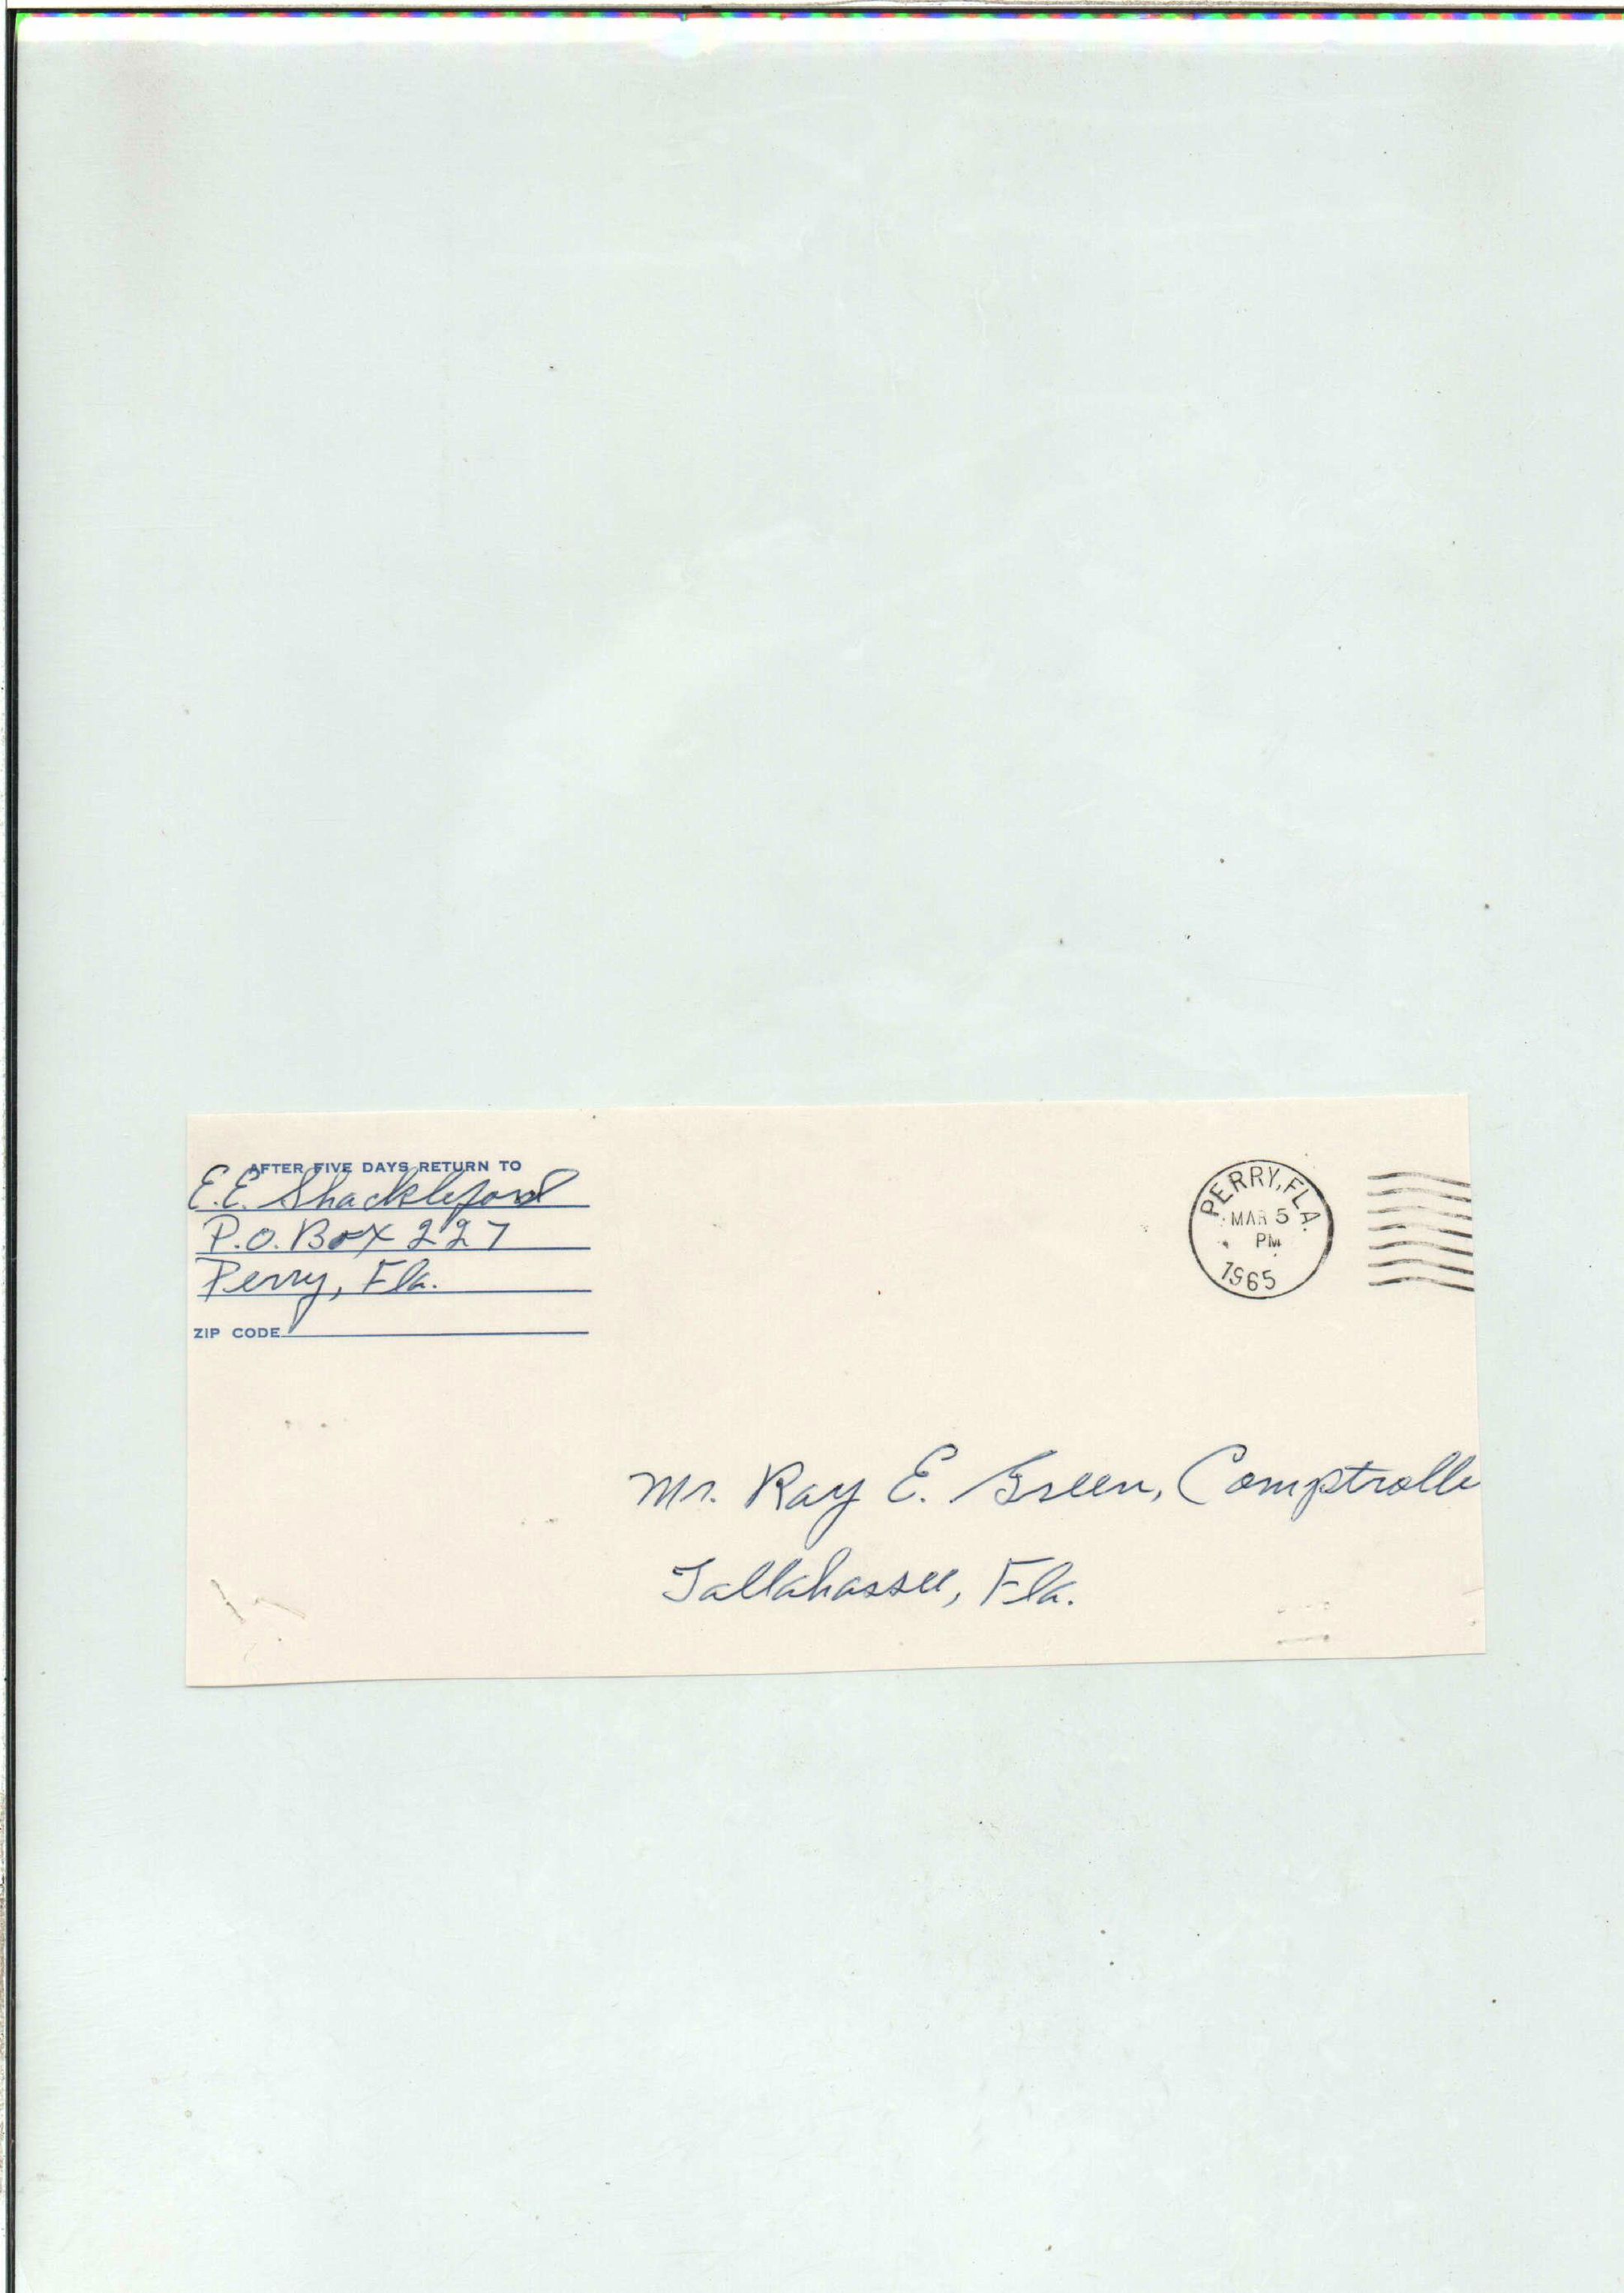 AFTER FIVE DAYS RETURN TO
E.E. Shackleford
P.O. Box 227
Perry, Fla.
ZIP CODE
PERRY, FLA.
MAR 5
PM
1965
Mr. Ray E. Green, Comptrolle
Tallahassee, Fla.